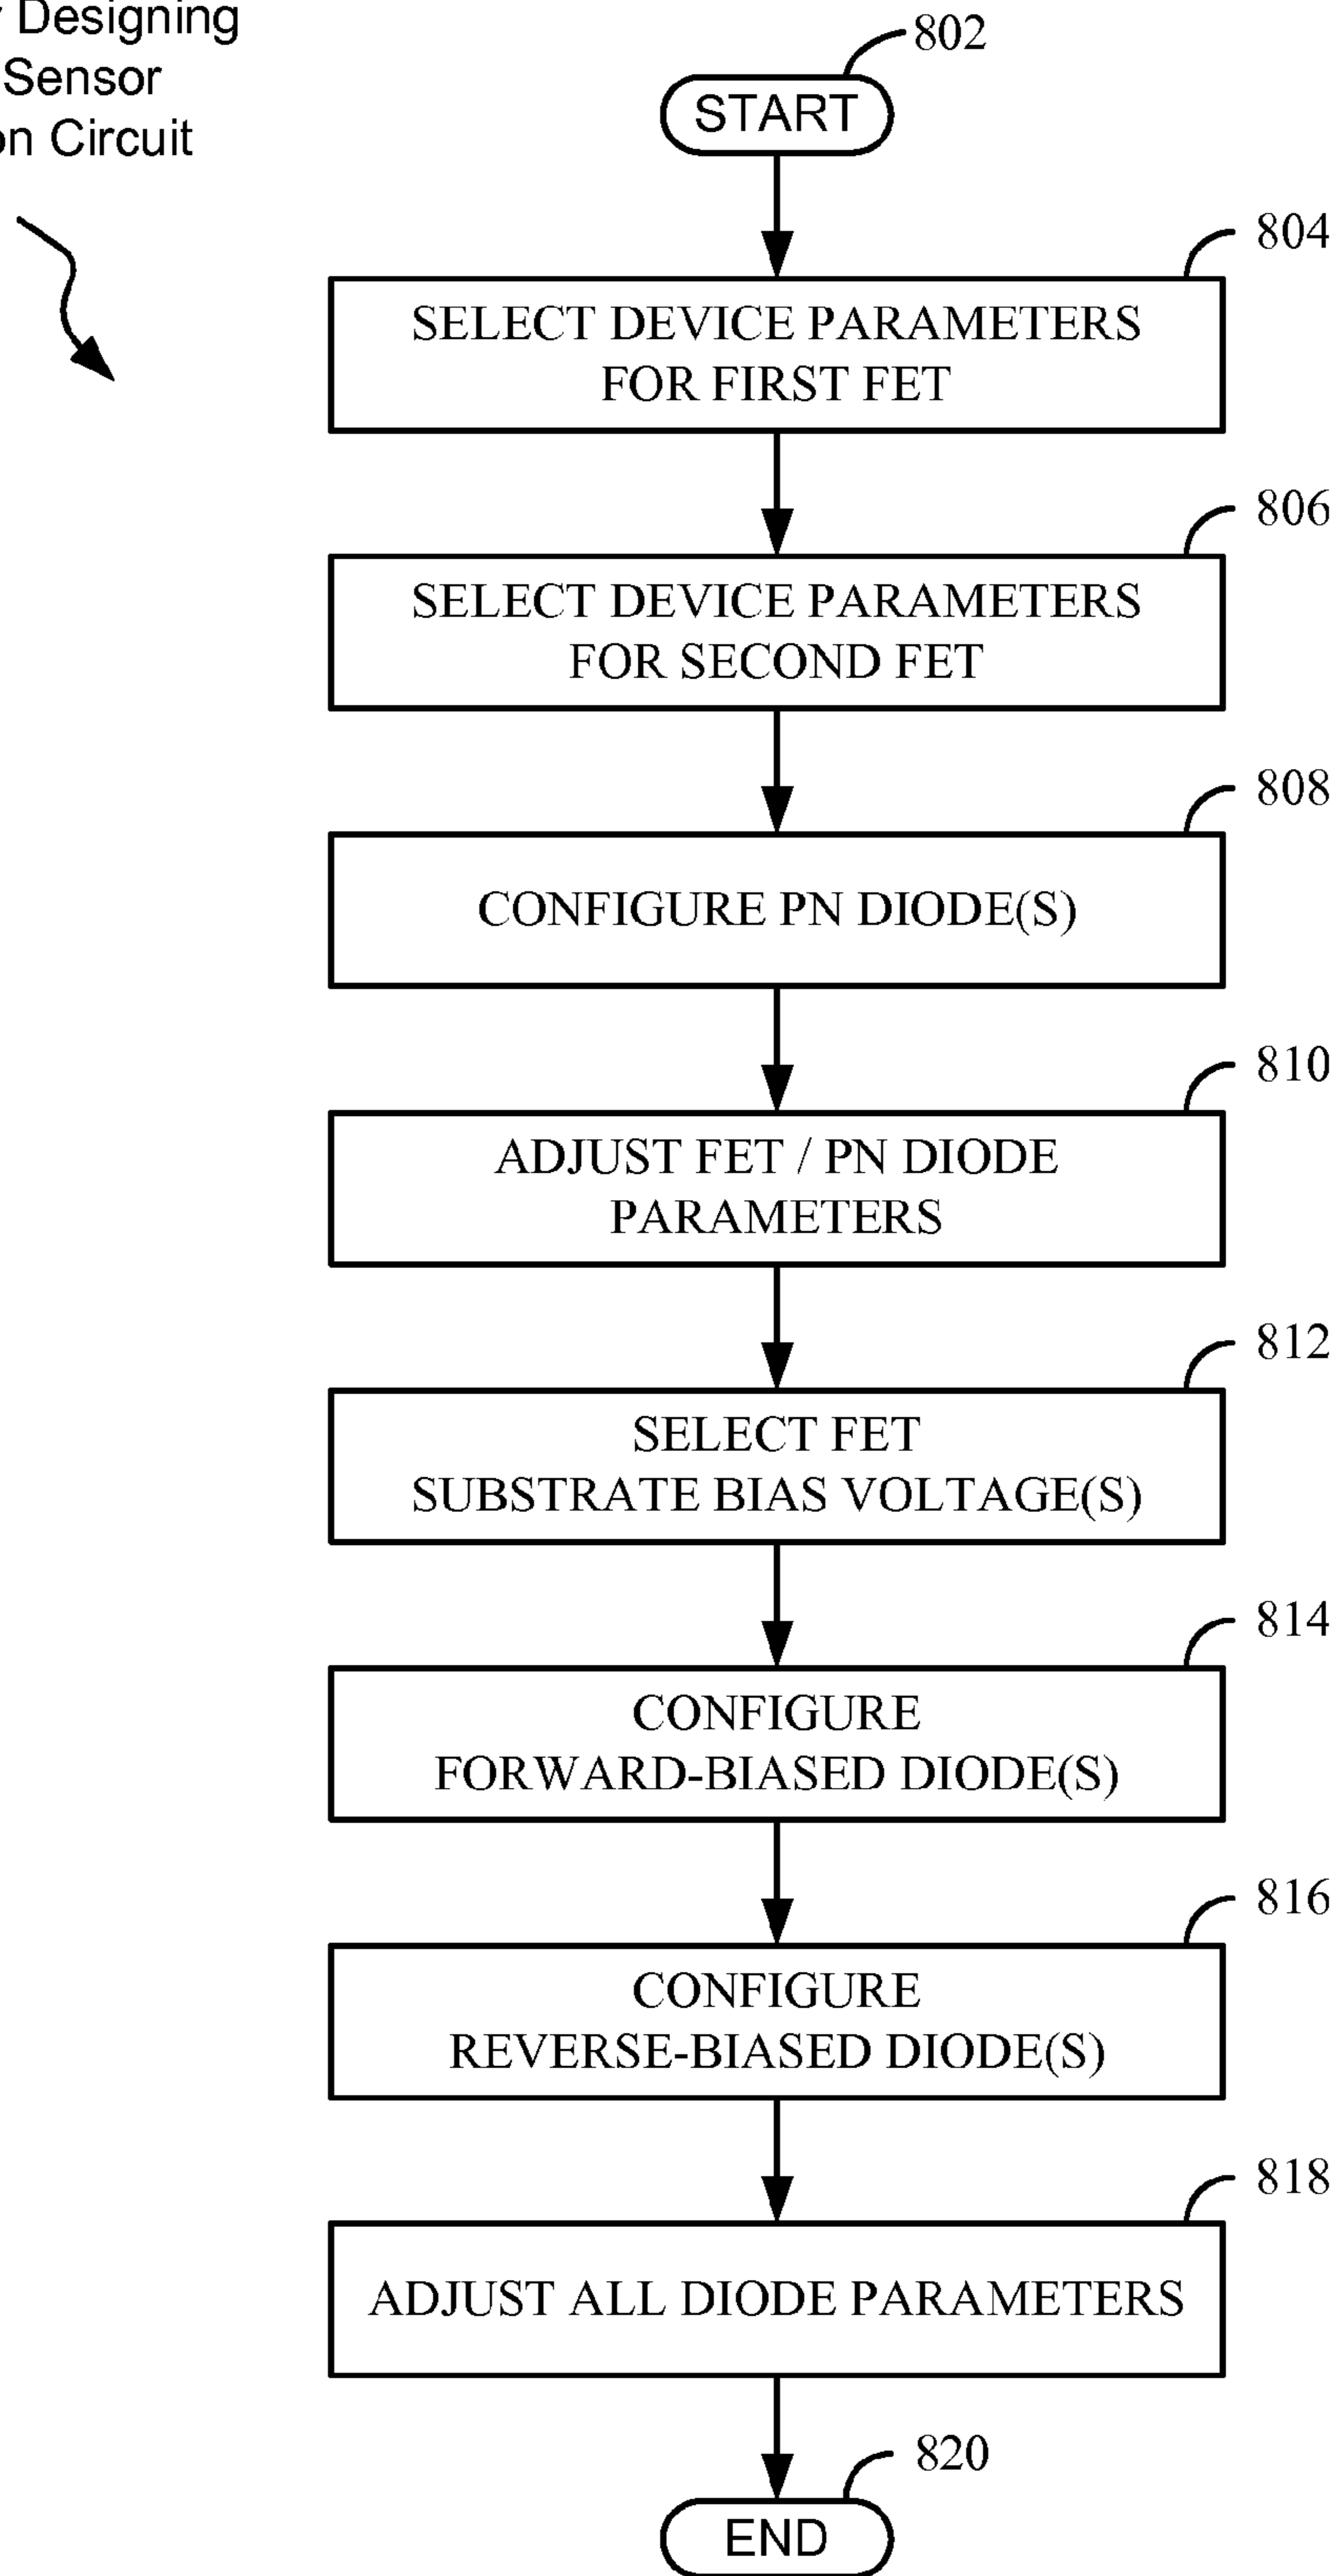 Designing
Sensor
on Circuit
802
START
804
SELECT DEVICE PARAMETERS
FOR FIRST FET
806
SELECT DEVICE PARAMETERS
FOR SECOND FET
808
CONFIGURE PN DIODE(S)
810
ADJUST FET / PN DIODE
PARAMETERS
812
SELECT FET
SUBSTRATE BIAS VOLTAGE(S)
814
CONFIGURE
FORWARD-BIASED DIODE(S)
816
CONFIGURE
REVERSE-BIASED DIODE(S)
818
ADJUST ALL DIODE PARAMETERS
820
END